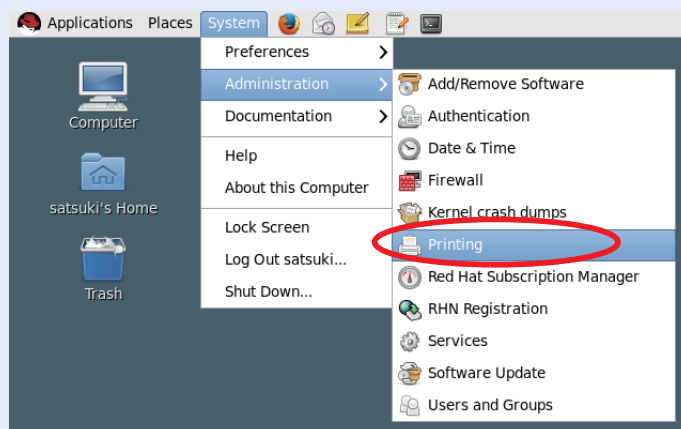 Applications Places System
Preferences
Administration
Documentation
Help
About this Computer
Lock Screen
Log Out satsuki...
Shut Down...
Add/Remove Software
Authentication
Date & Time
Firewall
Kernel crash dumps
Printing
Red Hat Subscription Manager
RHN Registration
Services
Software Update
Users and Groups
Computer
satsuki's Home
Trash